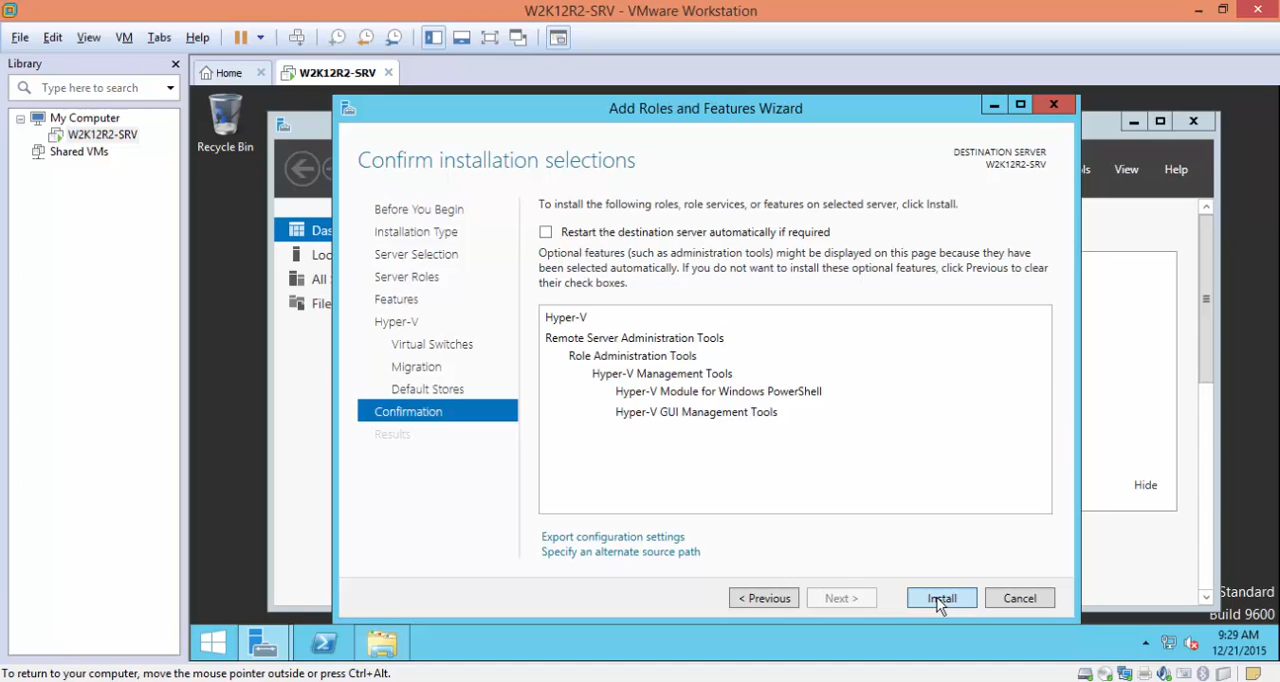 W2K12R2-SRV - VMware Workstation
File Edit View VM Tabs Help
Library
Type here to search
My Computer
W2K12R2-SRV
Shared VMs
Home
W2K12R2-SRV
Recycle Bin
View
Help
Add Roles and Features Wizard
Confirm installation selections
DESTINATION SERVER
W2K12R2-SRV
Before You Begin
Installation Type
Server Selection
Server Roles
Features
Hyper-V
Virtual Switches
Migration
Default Stores
Confirmation
Results
To install the following roles, role services, or features on selected server, click Install.
Restart the destination server automatically if required
Optional features (such as administration tools) might be displayed on this page because they have
been selected automatically. If you do not want to install these optional features, click Previous to clear
their check boxes.
Hyper-V
Remote Server Administration Tools
Role Administration Tools
Hyper-V Management Tools
Hyper-V Module for Windows PowerShell
Hyper-V GUI Management Tools
Export configuration settings
Specify an alternate source path
< Previous
Next >
Install
Cancel
Hide
Standard
Build 9600
9:29 AM
12/21/2015
To return to your computer, move the mouse pointer outside or press Ctrl+Alt.